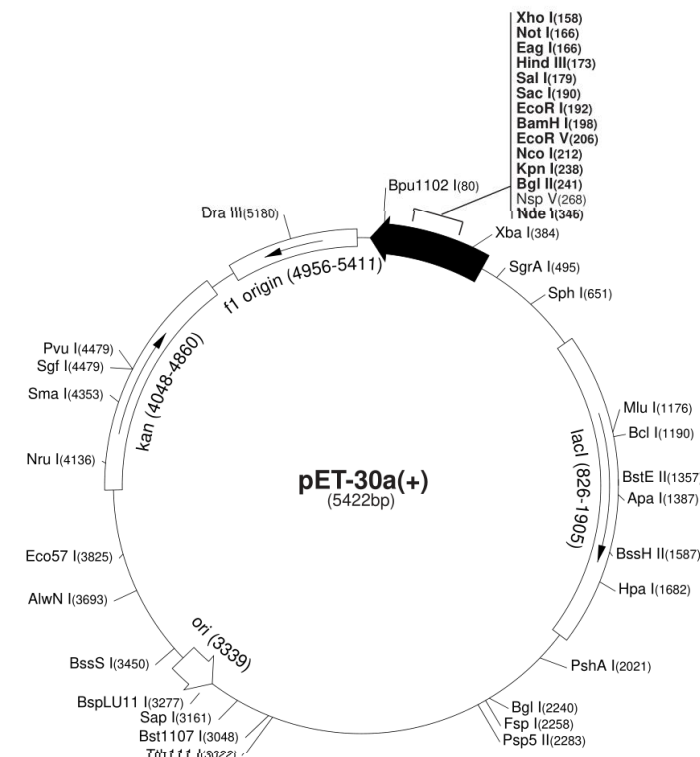 Xho I(158)
Not I(166)
Eag I(166)
Hind III(173)
Sal I(179)
Sac I(190)
EcoR I(192)
BamH I(198)
EcoR V(206)
Nco I(212)
Kpn I(238)
Bgl II(241)
Nsp V(268)
Nde I(346)
Bpu1102 I(80)
Dra III(5180)
Xba I(384)
SgrA I(495)
Sph I(651)
f1 origin (4956-5411)
Pvu I(4479)
Sgf I(4479)
Sma I(4353)
kan (4048-4860)
Nru I(4136)
Mlu I(1176)
Bcl I(1190)
lacI (826-1905)
BstE II(1357
Apa I(1387)
pET-30a(+)
(5422bp)
BssH II(1587)
Hpa I(1682)
Eco57 I(3825)
AlwN I(3693)
ori (3339)
BssS I(3450)
PshA I(2021)
BspLU11 I(3277)
Sap I(3161)
Bst1107 I(3048)
Bgl I(2240)
Fsp I(2258)
Psp5 II(2283)